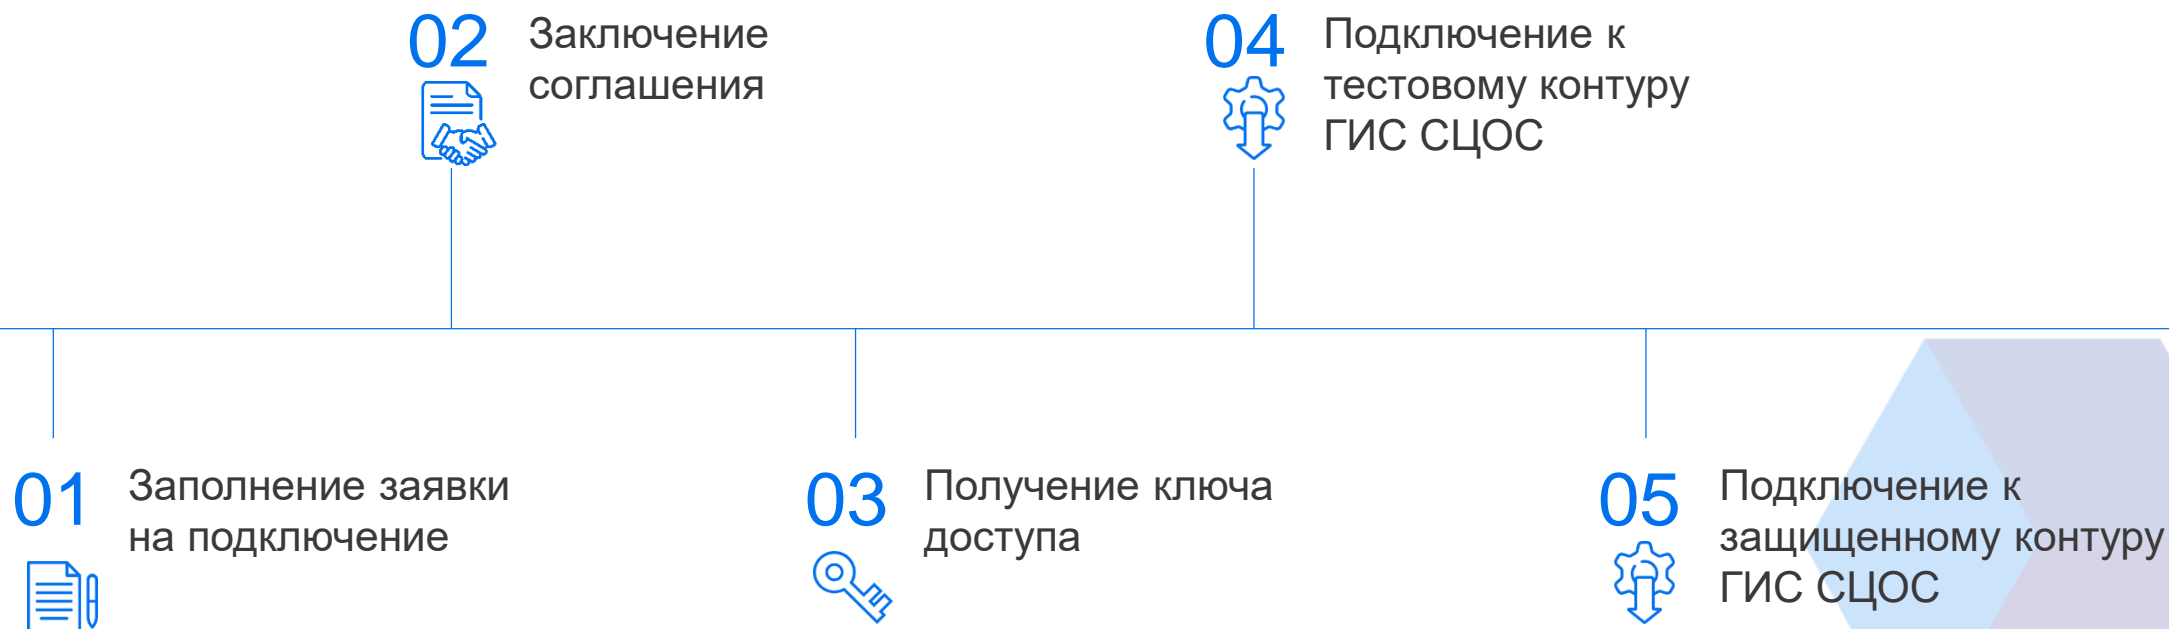 01
Заполнение заявки
на подключение
02
Заключение
соглашения
03
Получение ключа
доступа
04
Подключение к
тестовому контуру
ГИС СЦОС
05
Подключение к
защищенному контуру
ГИС СЦОС